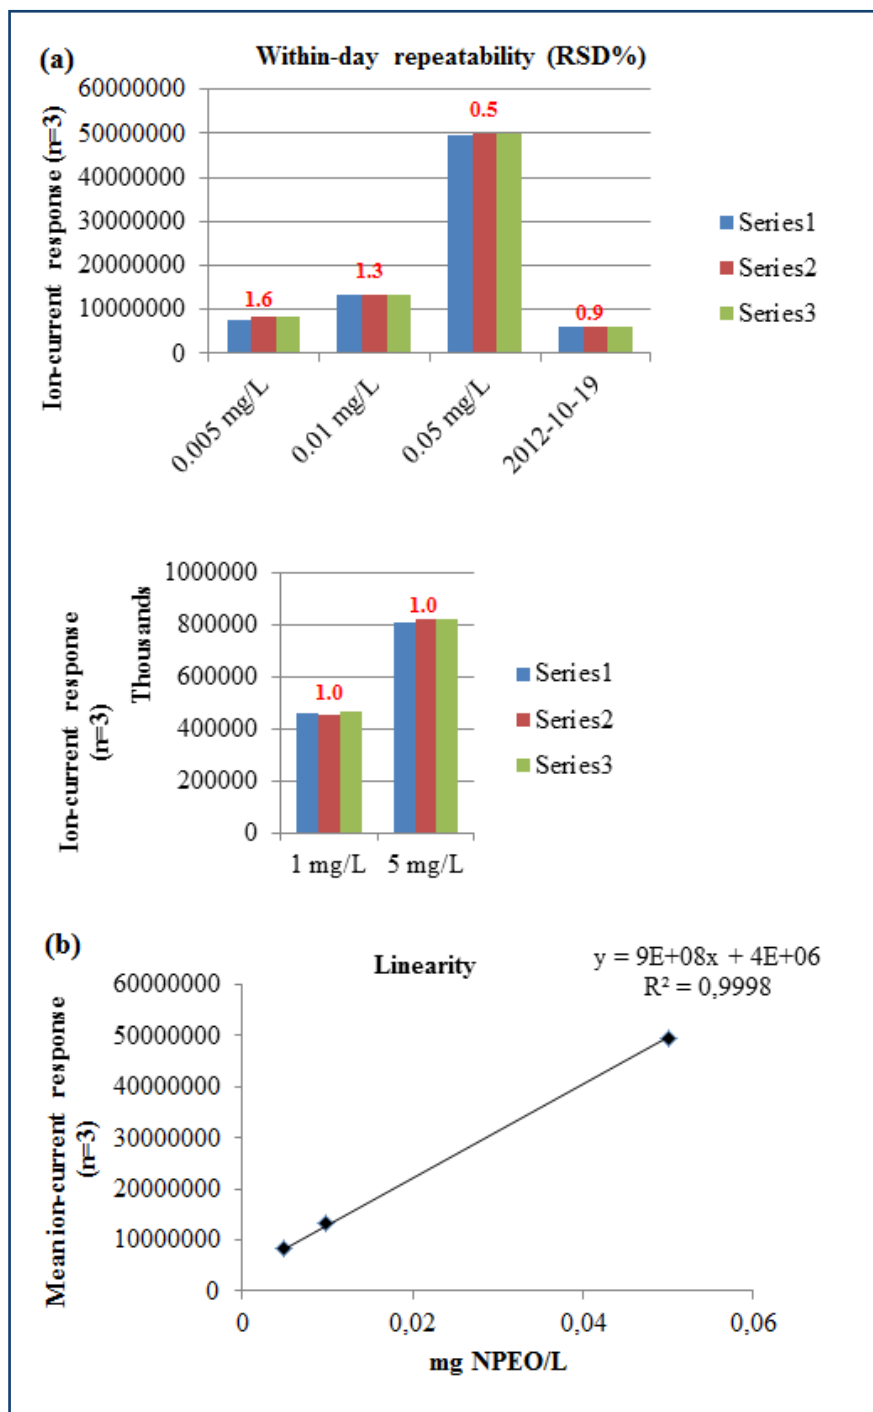 (a)
Within-day repeatability (RSD%)
Ion-current response (n=3)
60000000
50000000
40000000
30000000
20000000
10000000
0
1.6
1.3
0.5
0.9
0.005 mg/L
0.01 mg/L
0.05 mg/L
2012-10-19
Series1
Series2
Series3
Ion-current response
(n=3)
Thousands
1000000
800000
600000
400000
200000
0
1.0
1.0
1 mg/L
5 mg/L
Series1
Series2
Series3
(b)
Linearity
y = 9E+08x + 4E+06
R² = 0,9998
Mean ion-current response
(n=3)
60000000
50000000
40000000
30000000
20000000
10000000
0
0
0,02
0,04
0,06
mg NPEO/L